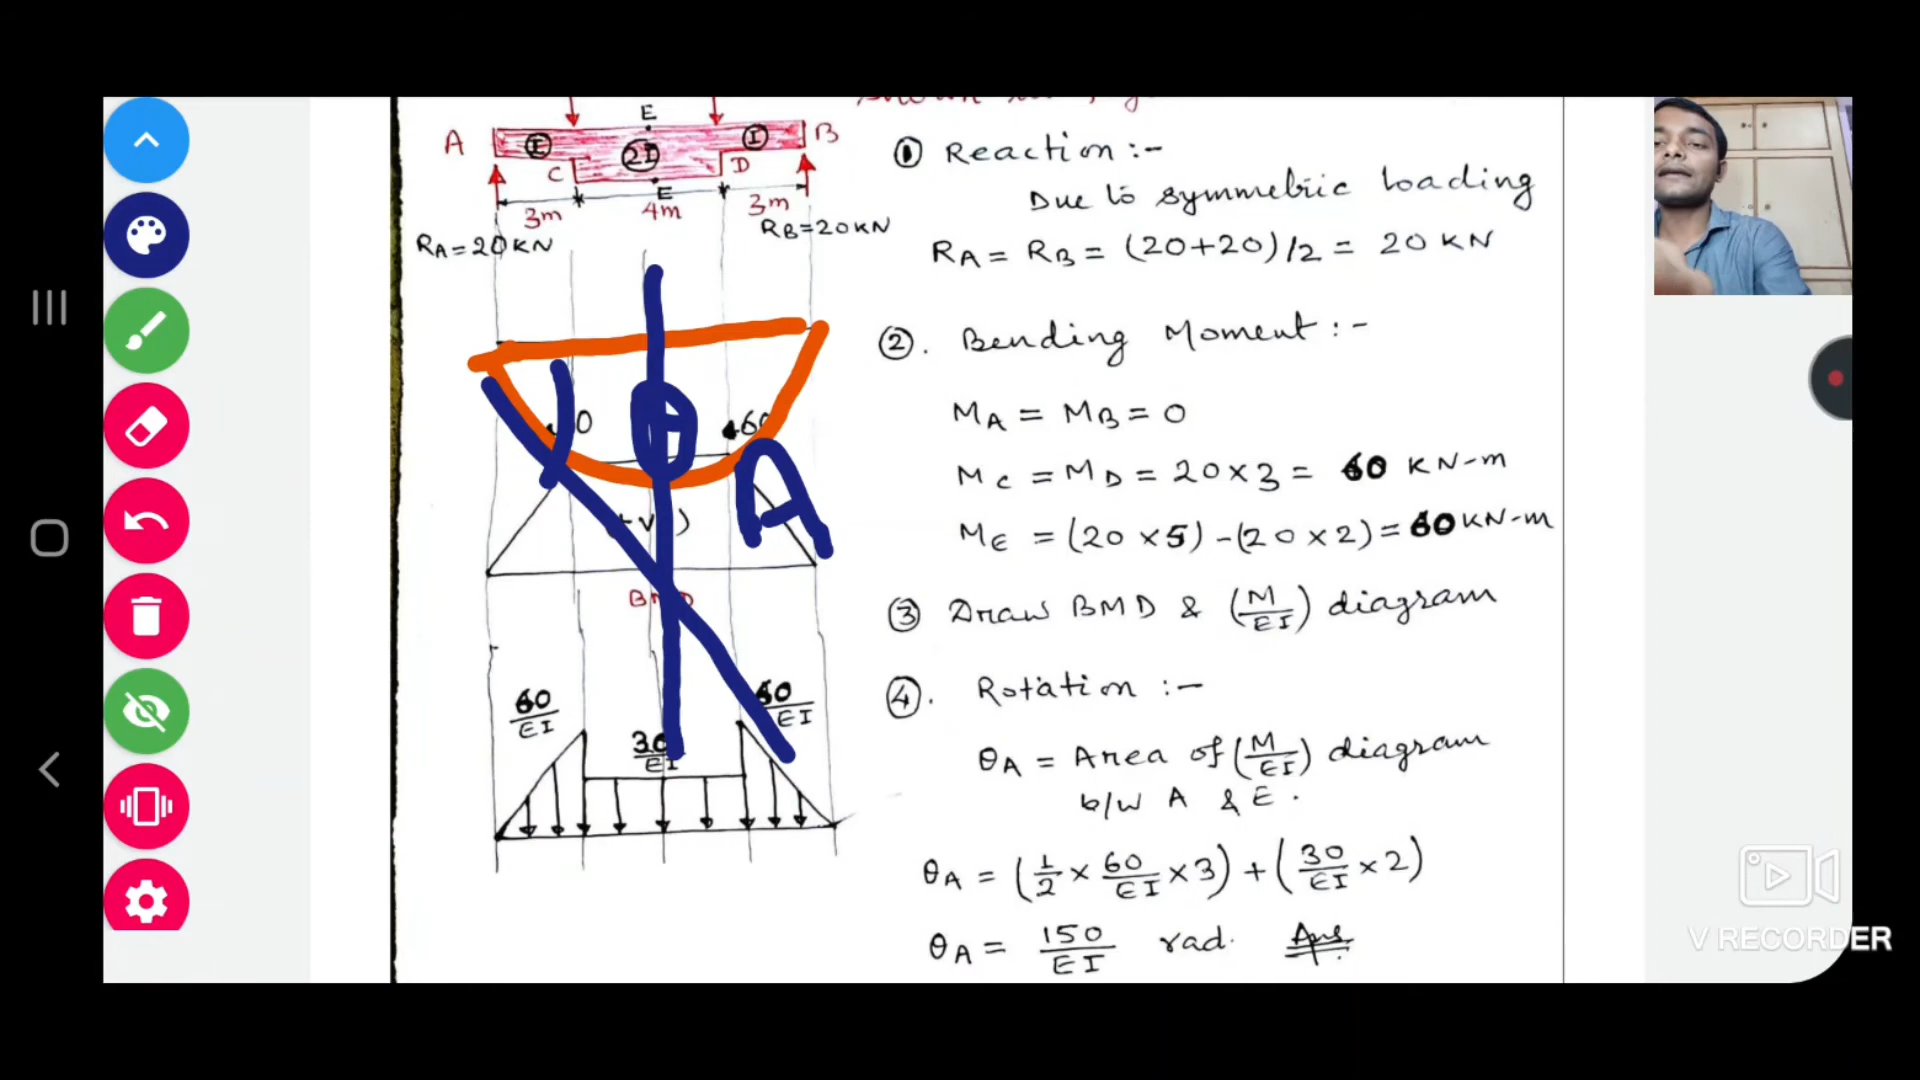 E
A I 2I I B
C D
E
3m 4m 3m
RA=20KN RB=20KN
① Reaction :-
Due to symmetric loading
RA = RB = (20+20)/2 = 20 KN
②. Bending Moment :-
MA = MB = 0
MC = MD = 20×3 = 60 KN-m
ME = (20×5) -(20×2) = 60 KN-m
③ Draw BMD & (M/EI) diagram
④. Rotation :-
θA = Area of (M/EI) diagram
b/w A & E.
θA = (1/2 × 60/EI × 3) + (30/EI × 2)
θA = 150/EI rad. Ans.
60
A
BMD
60/EI 30/EI 60/EI
V RECORDER